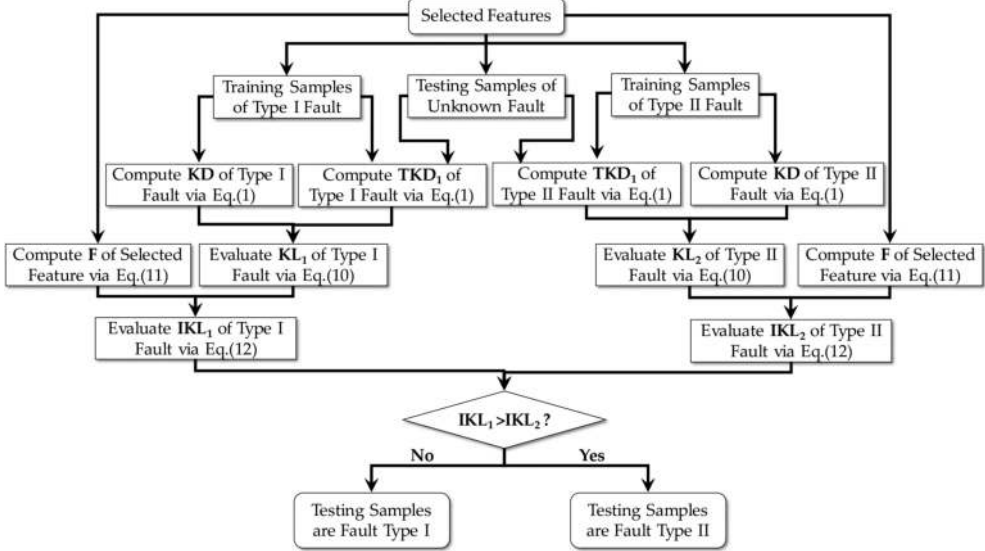 Selected Features
Training Samples
of Type I Fault
Testing Samples of
Unknown Fault
Training Samples
of Type II Fault
Compute KD of Type I
Fault via Eq.(1)
Compute TKD₁ of
Type I Fault via Eq.(1)
Compute TKD₁ of
Type II Fault via Eq.(1)
Compute KD of Type II
Fault via Eq.(1)
Compute F of Selected
Feature via Eq.(11)
Evaluate KL₁ of Type I
Fault via Eq.(10)
Evaluate KL₂ of Type II
Fault via Eq.(10)
Compute F of Selected
Feature via Eq.(11)
Evaluate IKL₁ of Type I
Fault via Eq.(12)
Evaluate IKL₂ of Type II
Fault via Eq.(12)
IKL₁>IKL₂?
No
Yes
Testing Samples
are Fault Type I
Testing Samples
are Fault Type II